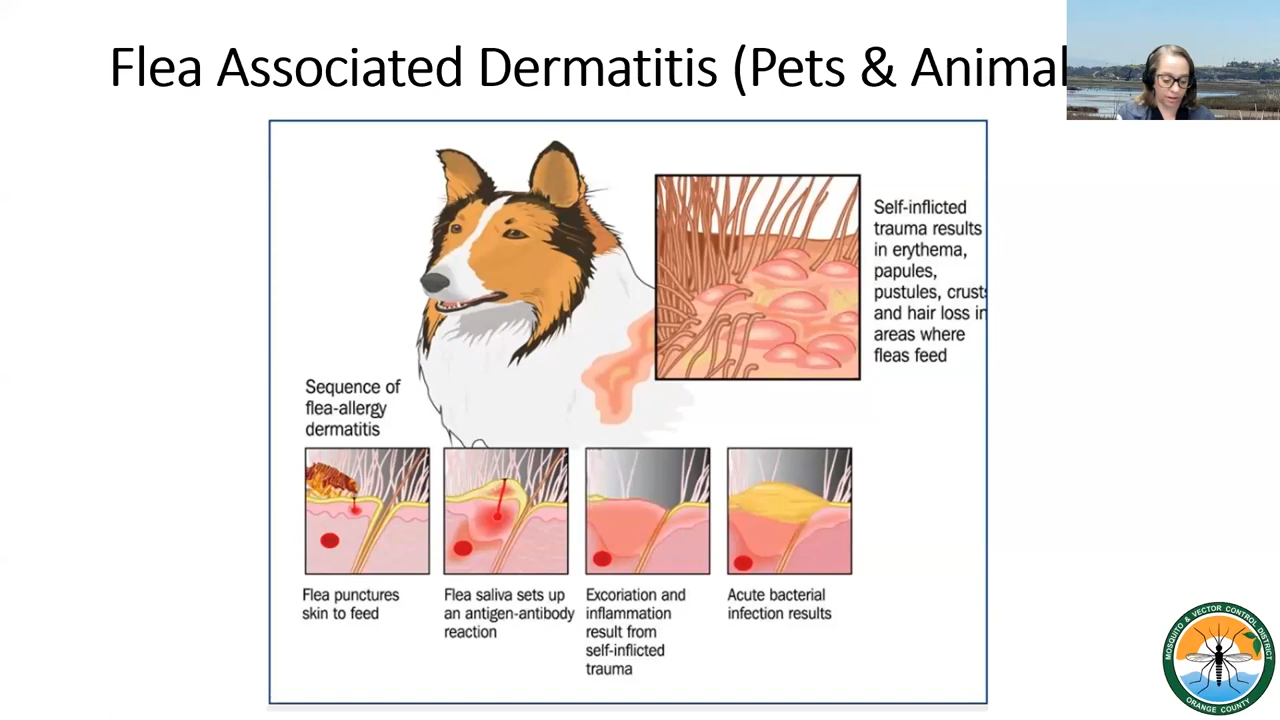 Flea Associated Dermatitis (Pets & Animal
Self-inflicted
trauma results
in erythema,
papules,
pustules, crusts
and hair loss in
areas where
fleas feed
Sequence of
flea-allergy
dermatitis
Flea punctures
skin to feed
Flea saliva sets up
an antigen-antibody
reaction
Excoriation and
inflammation
result from
self-inflicted
trauma
Acute bacterial
infection results
MOSQUITO & VECTOR CONTROL DISTRICT
ORANGE COUNTY